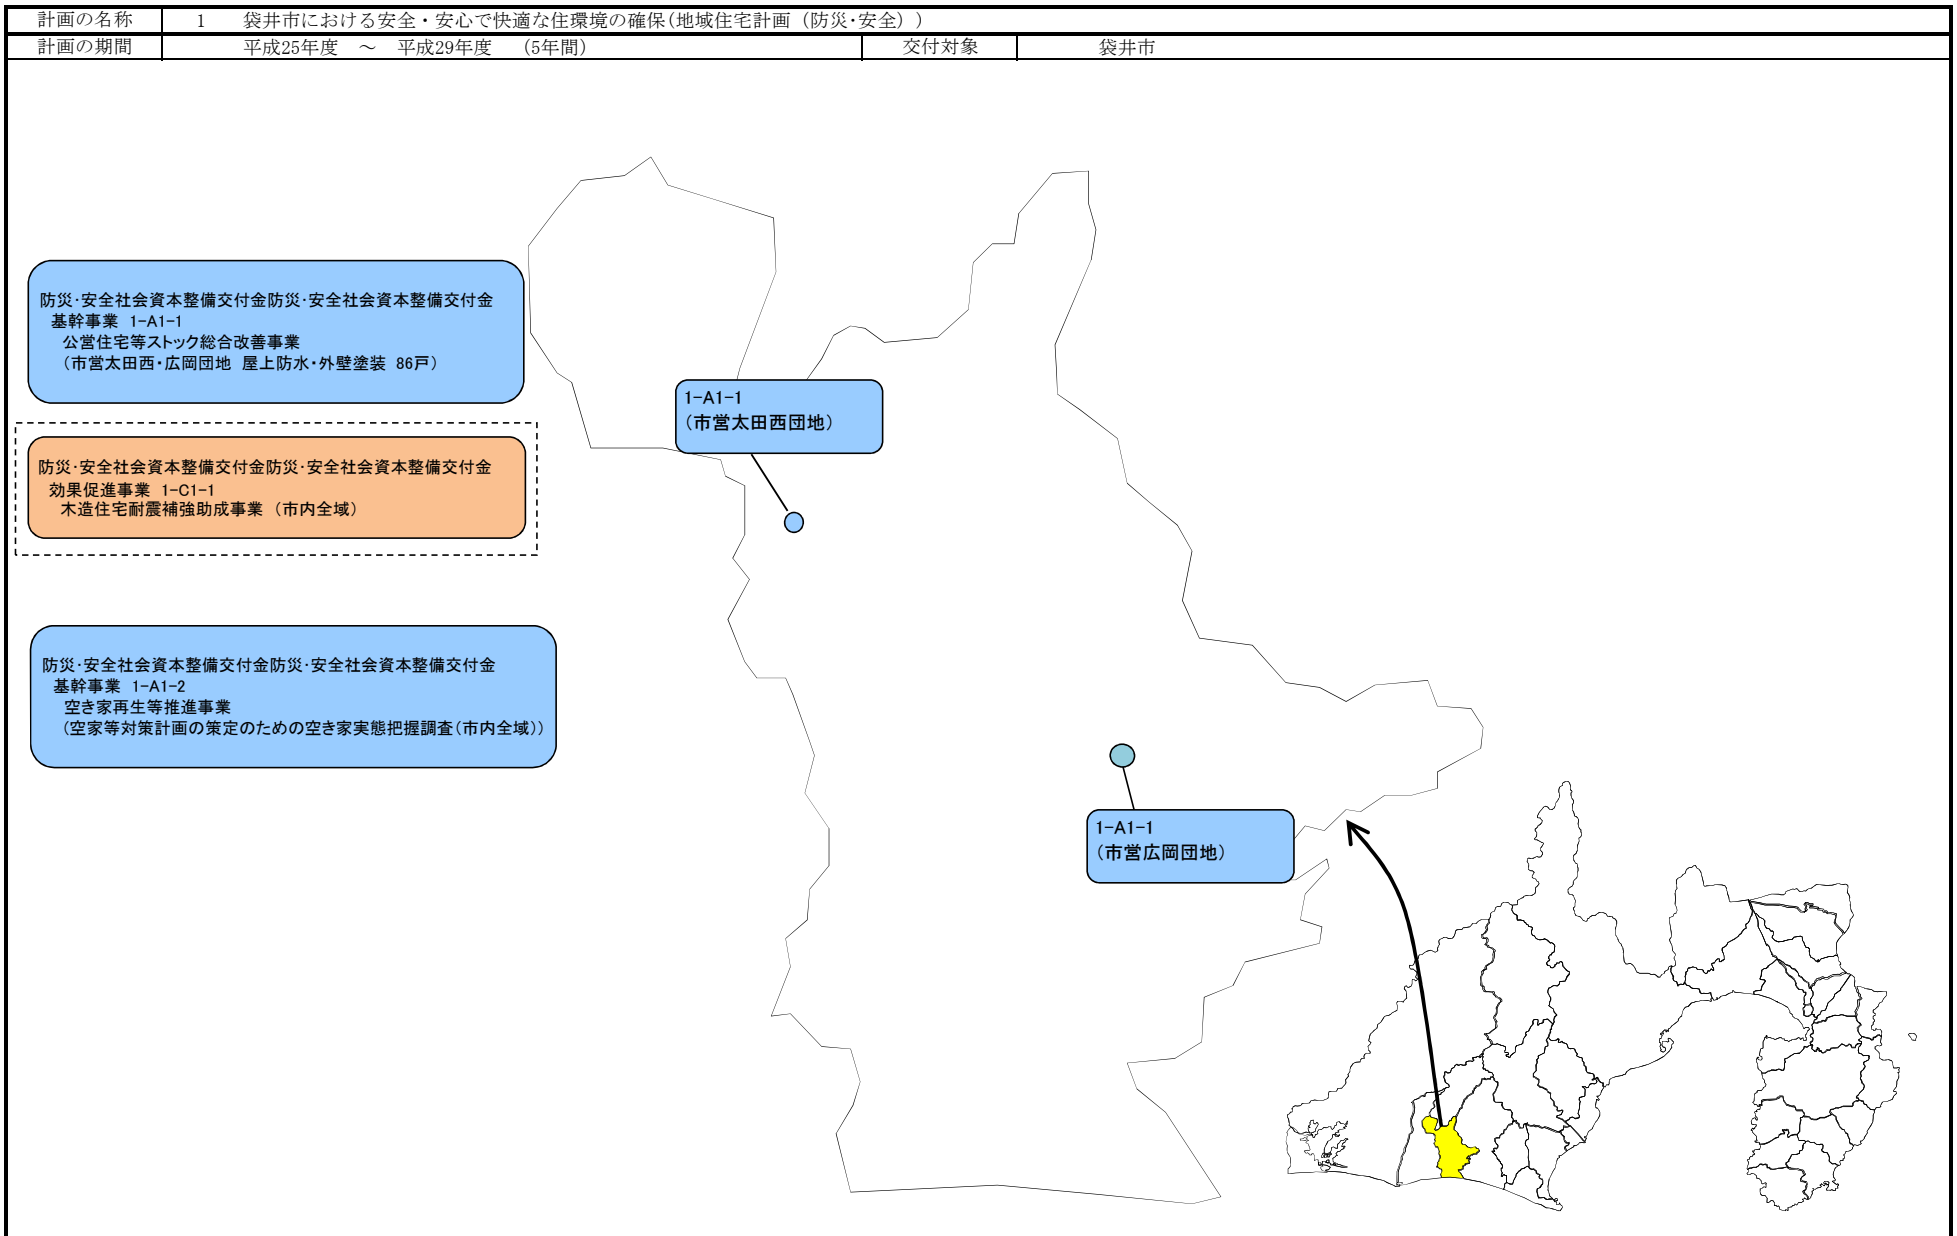 計画の名称 1 袋井市における安全・安心で快適な住環境の確保(地域住宅計画（防災・安全）)
計画の期間 平成25年度 ～ 平成29年度 （5年間） 交付対象 袋井市
防災・安全社会資本整備交付金防災・安全社会資本整備交付金
基幹事業 1-A1-1
公営住宅等ストック総合改善事業
（市営太田西・広岡団地 屋上防水・外壁塗装 86戸）
1-A1-1
（市営太田西団地）
防災・安全社会資本整備交付金防災・安全社会資本整備交付金
効果促進事業 1-C1-1
木造住宅耐震補強助成事業 （市内全域）
防災・安全社会資本整備交付金防災・安全社会資本整備交付金
基幹事業 1-A1-2
空き家再生等推進事業
（空家等対策計画の策定のための空き家実態把握調査（市内全域））
1-A1-1
（市営広岡団地）